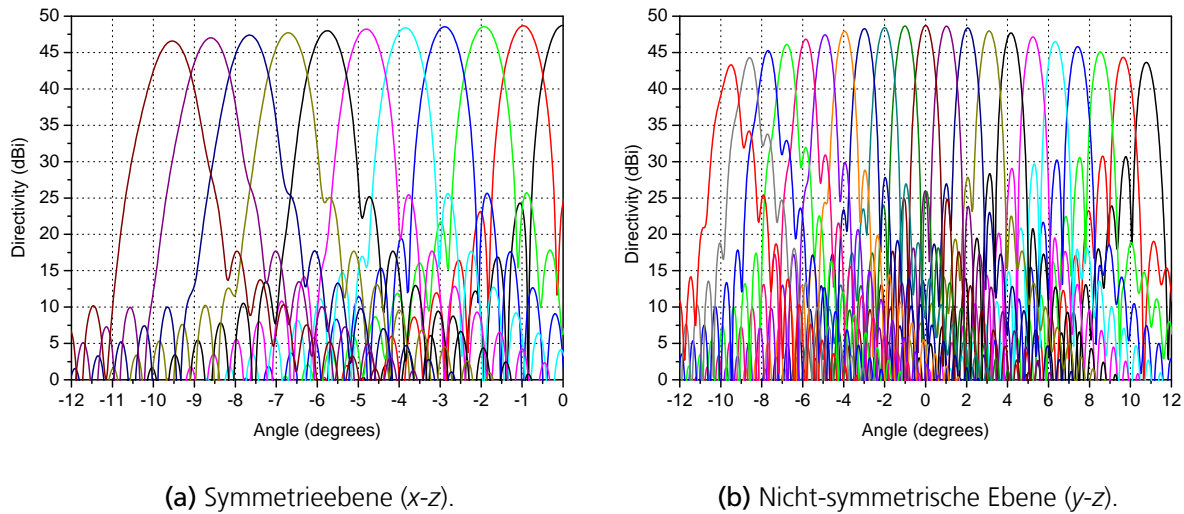 50
45
40
35
30
25
20
15
10
5
0
Directivity (dBi)
-12 -11 -10 -9 -8 -7 -6 -5 -4 -3 -2 -1 0
Angle (degrees)
(a) Symmetrieebene (x-z).
50
45
40
35
30
25
20
15
10
5
0
Directivity (dBi)
-12 -10 -8 -6 -4 -2 0 2 4 6 8 10 12
Angle (degrees)
(b) Nicht-symmetrische Ebene (y-z).